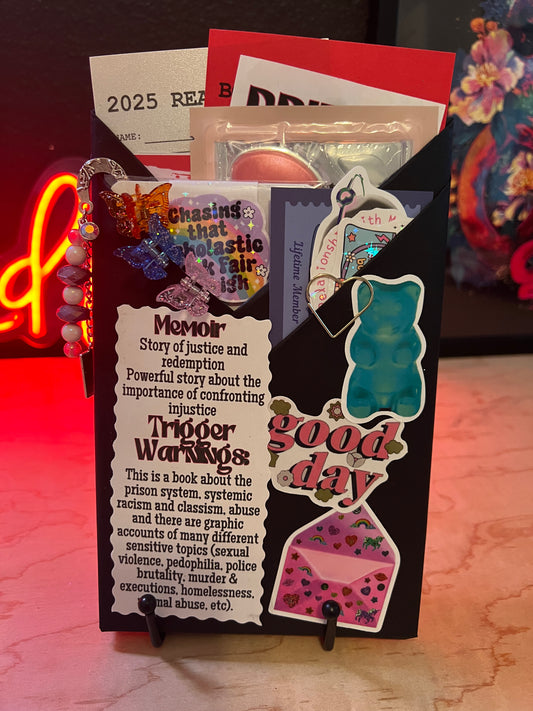 2025 REA
NAME:
B
Chasing
that
k fair
igh
Lifetime Member
th M
Memoir
Story of justice and
redemption
Powerful story about the
importance of confronting
injustice
Trigger
Warnings:
This is a book about the
prison system, systemic
racism and classism, abuse
and there are graphic
accounts of many different
sensitive topics (sexual
violence, pedophilia, police
brutality, murder &
executions, homelessness,
mal abuse, etc).
good
day